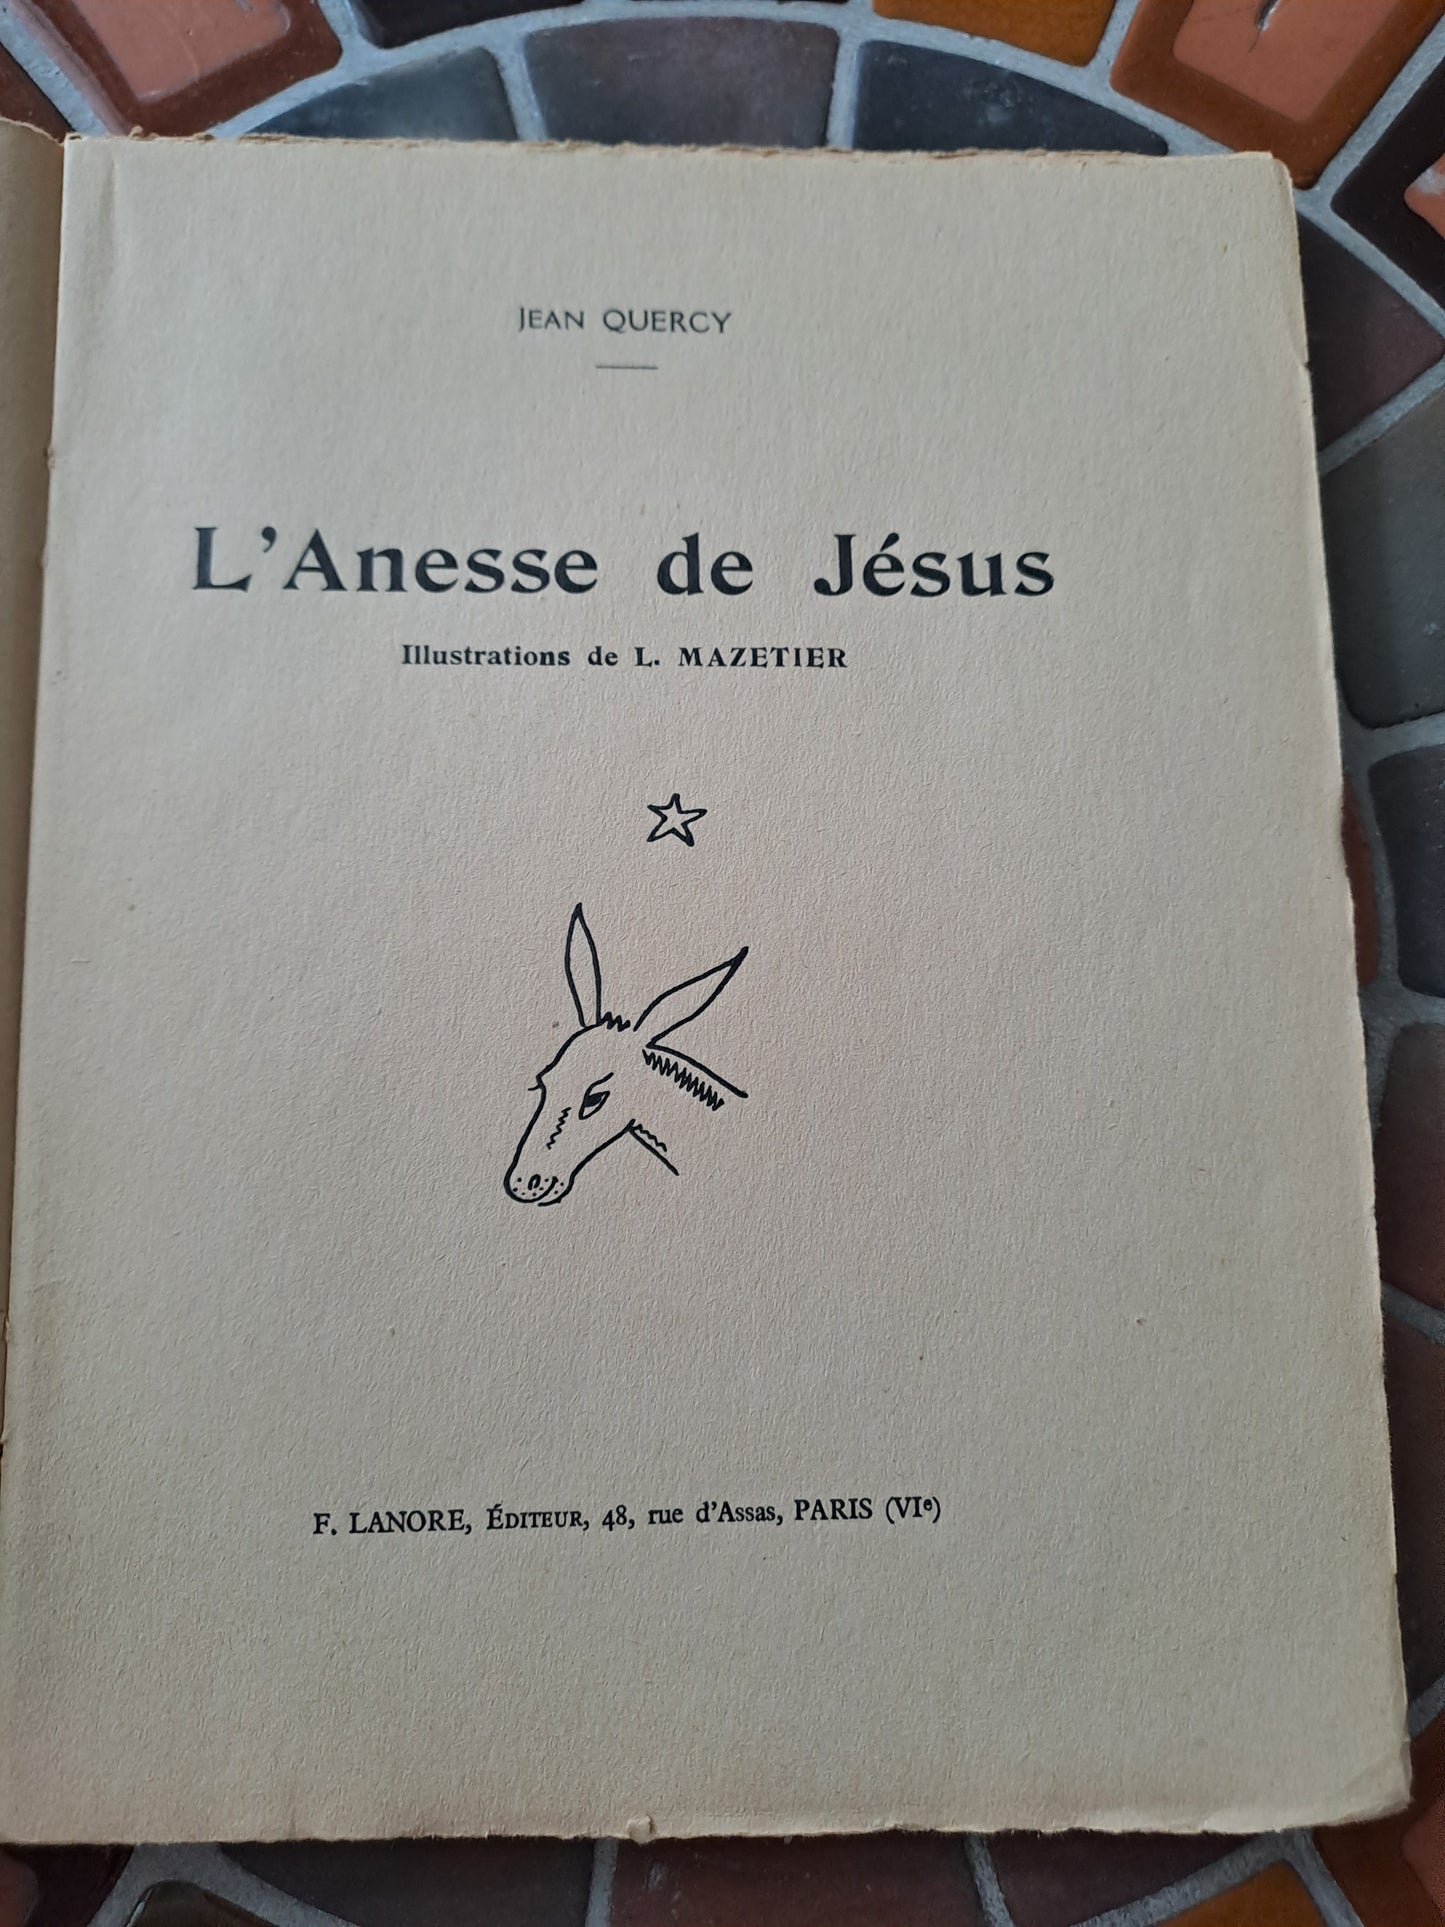 JEAN QUERCY
L'Anesse de Jésus
Illustrations de L. MAZETIER
F. LANORE, ÉDITEUR, 48, rue d'Assas, PARIS (VIᵉ)